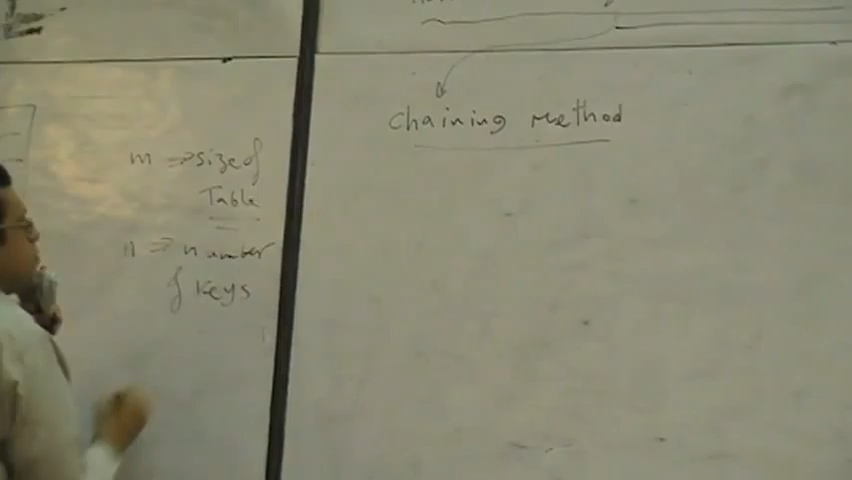 m => size of
Table
n => number
of keys
chaining method